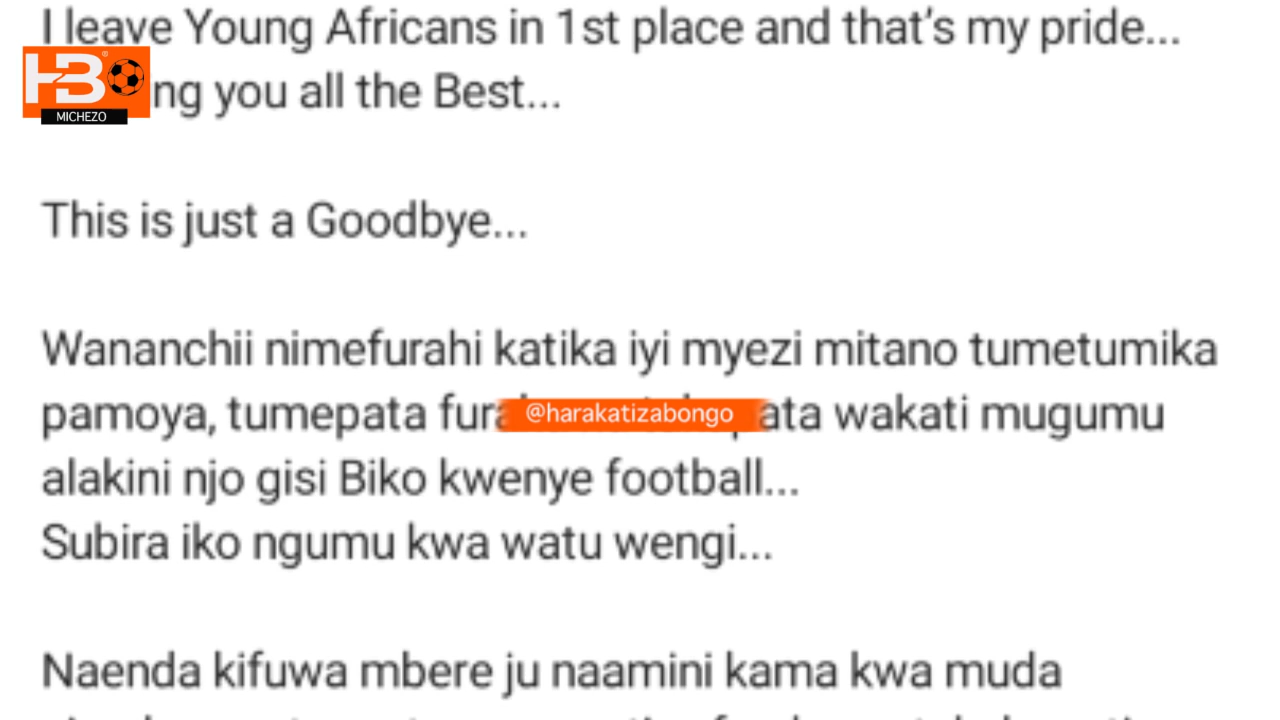 I leave Young Africans in 1st place and that's my pride...
HB
MICHEZO
ng you all the Best...
This is just a Goodbye...
Wananchii nimefurahi katika iyi myezi mitano tumetumika
pamoya, tumepata @harakatizabongo wakati mugumu
alakini njo gisi Biko kwenye football...
Subira iko ngumu kwa watu wengi...
Naenda kifuwa mbere ju naamini kama kwa muda